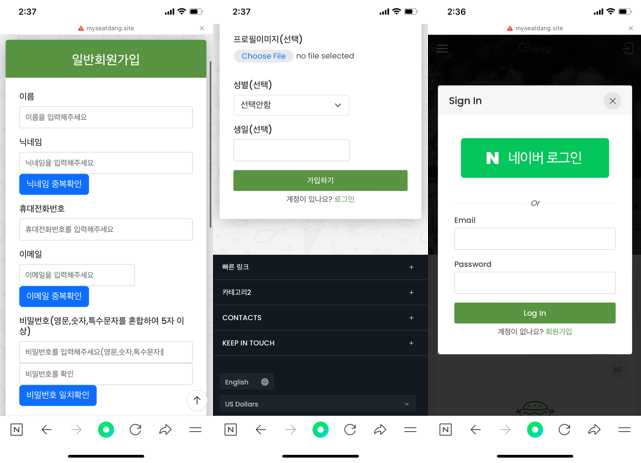 2:37
myseatdang.site
일반회원가입
이름
이름을 입력해주세요
닉네임
닉네임을 입력해주세요
닉네임 중복확인
휴대전화번호
휴대전화번호를 입력해주세요
이메일
이메일을 입력해주세요
이메일 중복확인
비밀번호(영문,숫자,특수문자를 혼합하여 5자 이
상)
비밀번호를 입력해주세요(영문,숫자,특수문자를
비밀번호를 확인
비밀번호 일치확인
N
2:37
프로필이미지(선택)
Choose File no file selected
성별(선택)
선택안함
생일(선택)
가입하기
계정이 있나요? 로그인
빠른 링크
카테고리2
CONTACTS
KEEP IN TOUCH
English
US Dollars
N
2:36
myseatdang.site
Sign In
N 네이버 로그인
Or
Email
Password
Log In
계정이 없나요? 회원가입
N